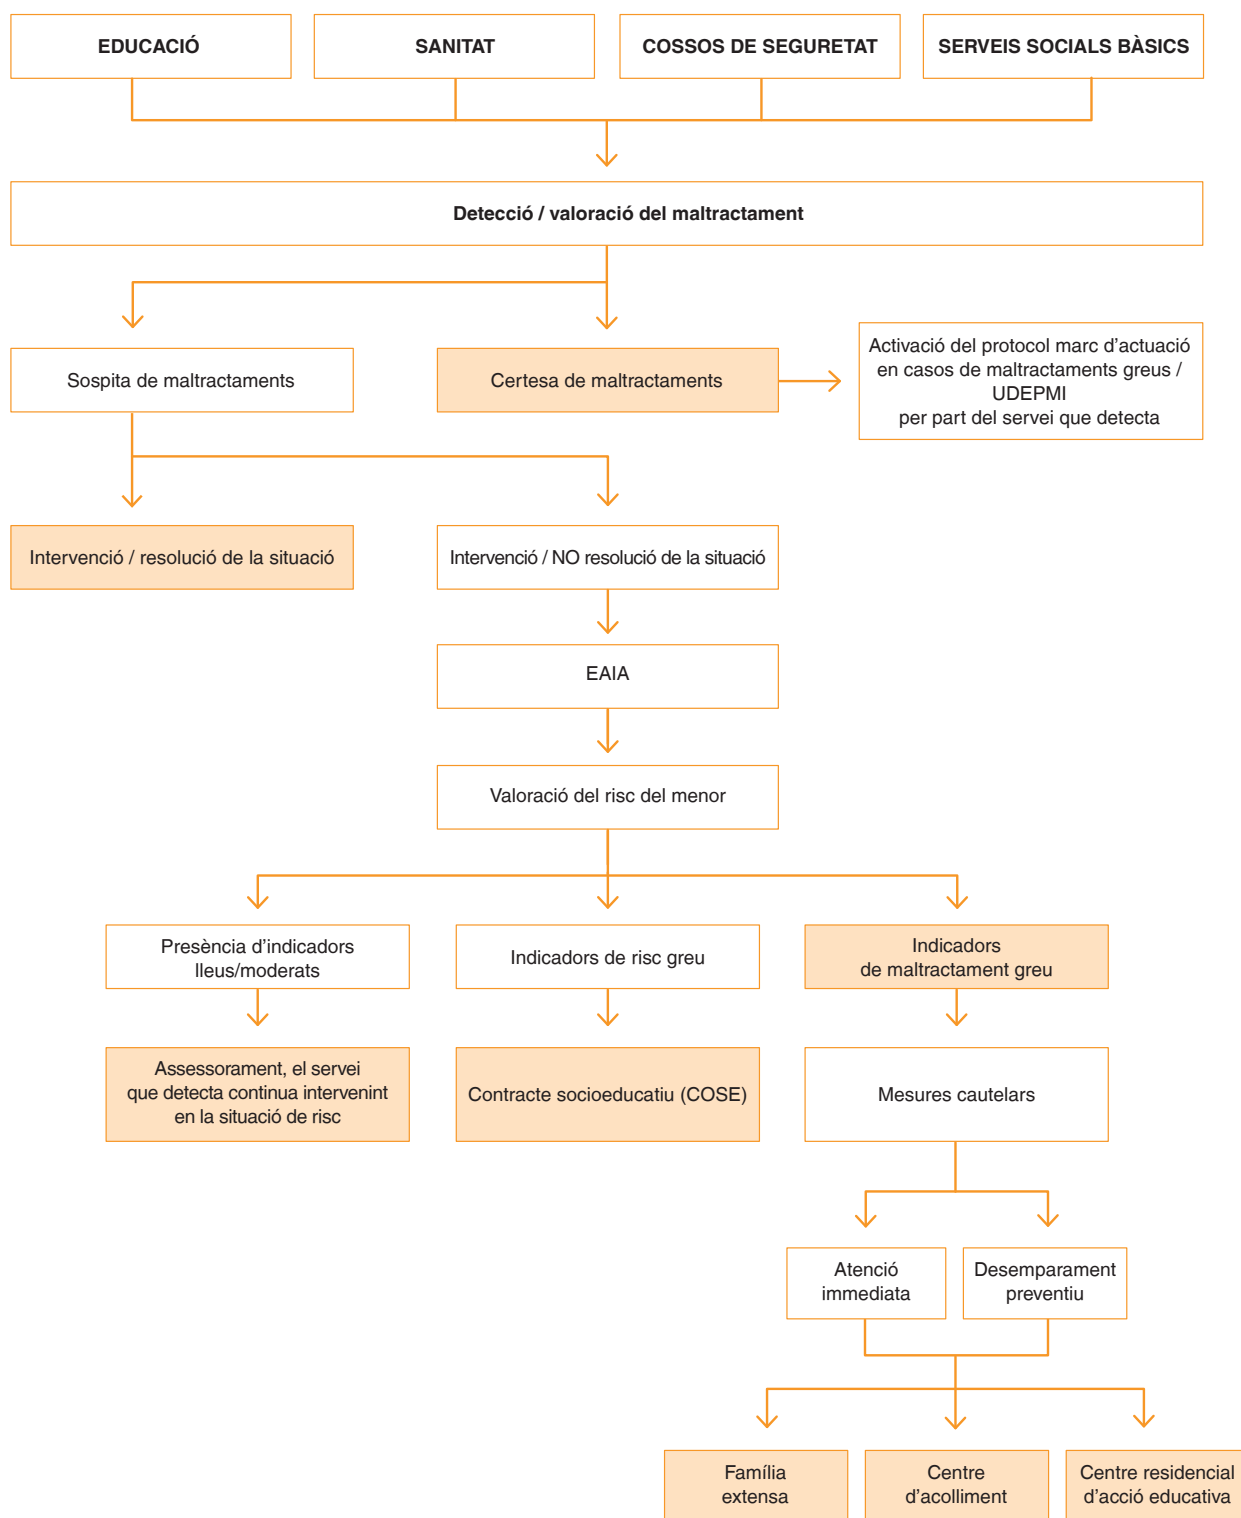 EDUCACIÓ
SANITAT
COSSOS DE SEGURETAT
SERVEIS SOCIALS BÀSICS
Detecció / valoració del maltractament
Sospita de maltractaments
Certesa de maltractaments
Activació del protocol marc d'actuació
en casos de maltractaments greus /
UDEPMI
per part del servei que detecta
Intervenció / resolució de la situació
Intervenció / NO resolució de la situació
EAIA
Valoració del risc del menor
Presència d'indicadors
lleus/moderats
Indicadors de risc greu
Indicadors
de maltractament greu
Assessorament, el servei
que detecta continua intervenint
en la situació de risc
Contracte socioeducatiu (COSE)
Mesures cautelars
Atenció
immediata
Desemparament
preventiu
Família
extensa
Centre
d'acolliment
Centre residencial
d'acció educativa